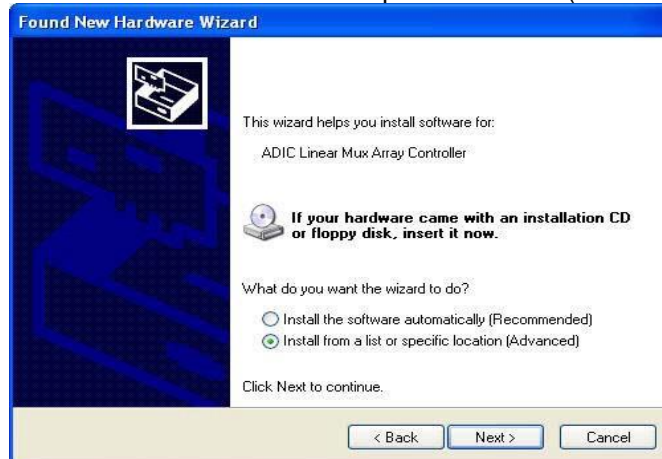 Found New Hardware Wizard
This wizard helps you install software for:
ADIC Linear Mux Array Controller
If your hardware came with an installation CD
or floppy disk, insert it now.
What do you want the wizard to do?
Install the software automatically (Recommended)
Install from a list or specific location (Advanced)
Click Next to continue.
< Back
Next >
Cancel